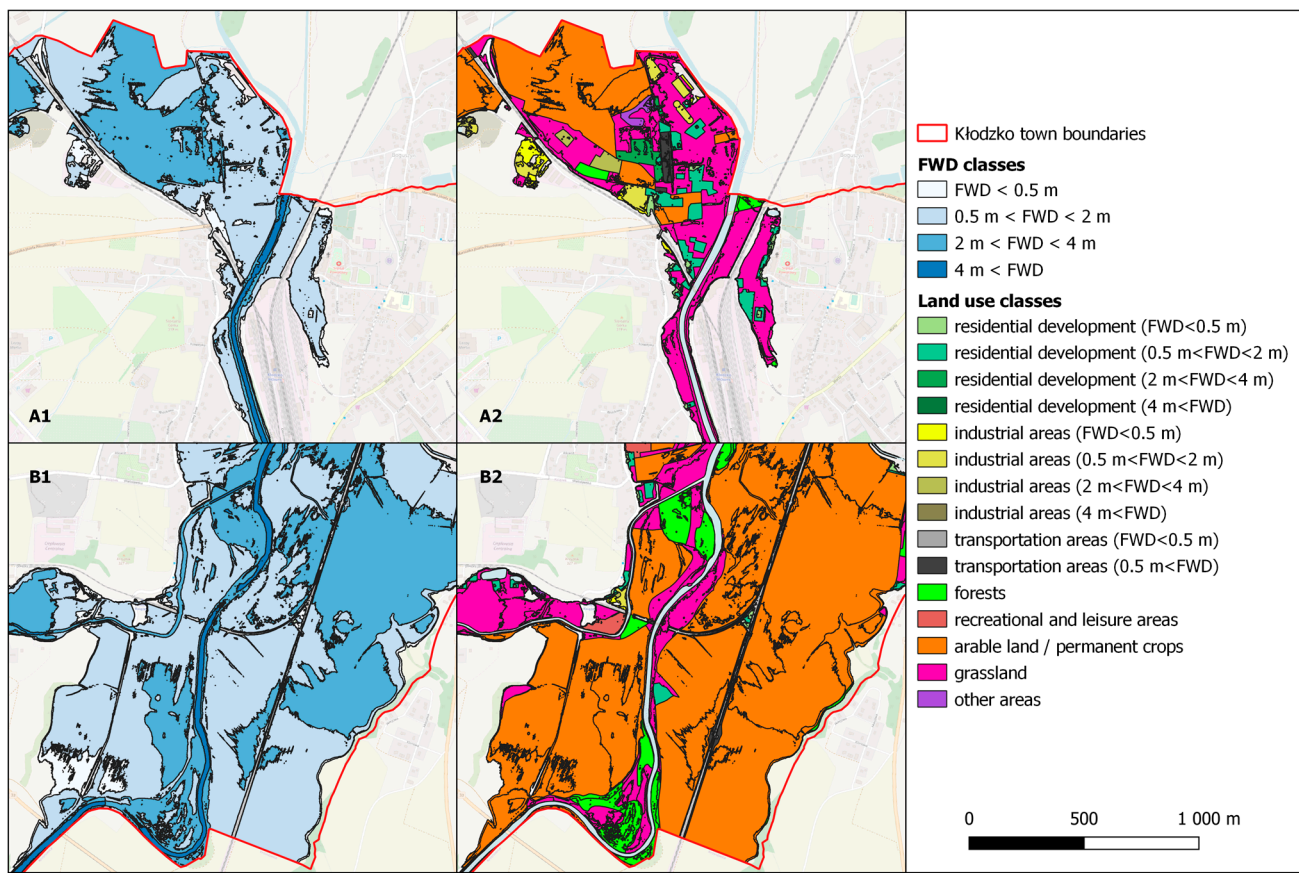 A1
A2
B1
B2
Kłodzko town boundaries
FWD classes
FWD < 0.5 m
0.5 m < FWD < 2 m
2 m < FWD < 4 m
4 m < FWD
Land use classes
residential development (FWD<0.5 m)
residential development (0.5 m<FWD<2 m)
residential development (2 m<FWD<4 m)
residential development (4 m<FWD)
industrial areas (FWD<0.5 m)
industrial areas (0.5 m<FWD<2 m)
industrial areas (2 m<FWD<4 m)
industrial areas (4 m<FWD)
transportation areas (FWD<0.5 m)
transportation areas (0.5 m<FWD)
forests
recreational and leisure areas
arable land / permanent crops
grassland
other areas
0 500 1 000 m